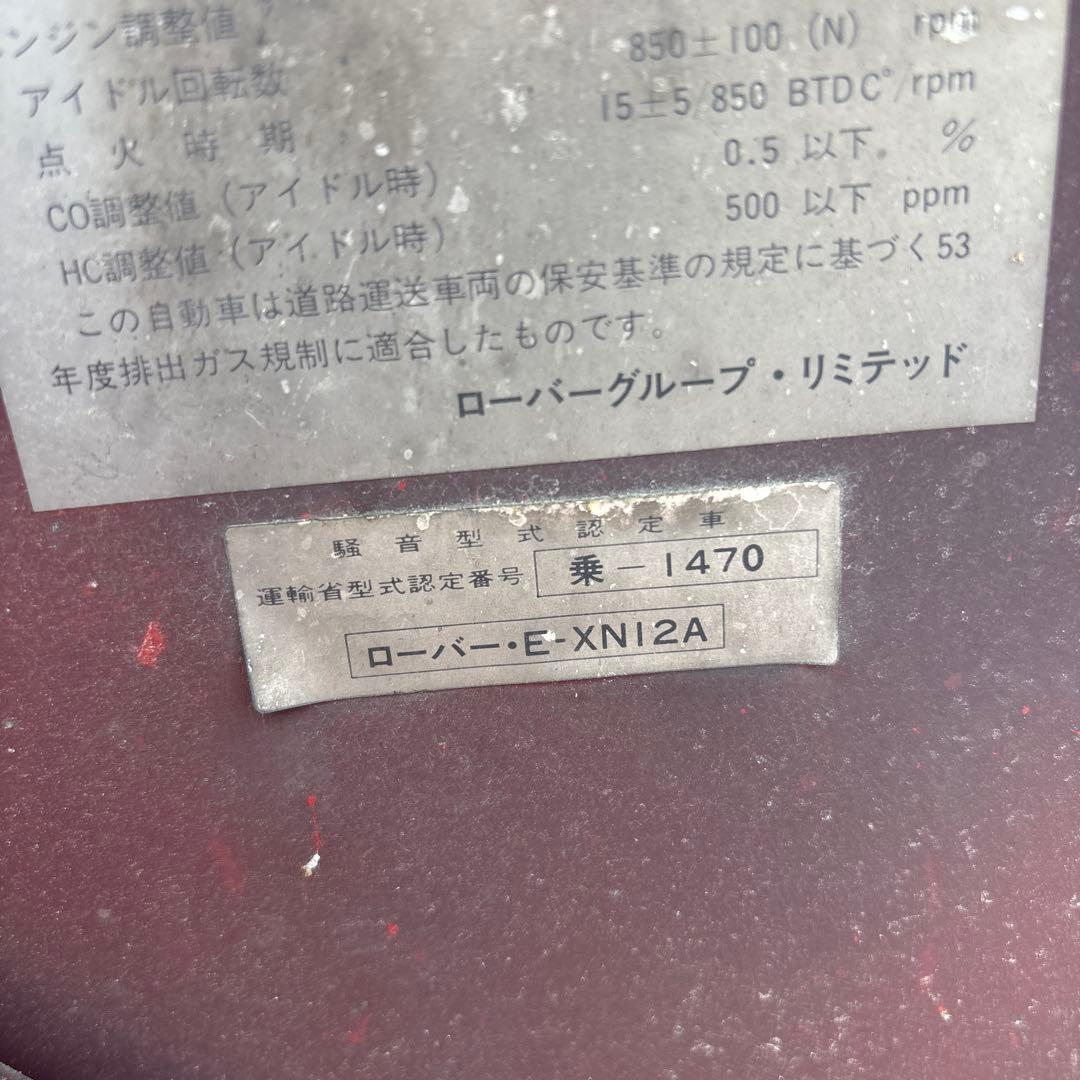 ンジン調整値
アイドル回転数 850±100 (N) rpm
点火時期 15±5/850 BTDC°/rpm
CO調整値 (アイドル時) 0.5 以下 %
HC調整値 (アイドル時) 500 以下 ppm
この自動車は道路運送車両の保安基準の規定に基づく53
年度排出ガス規制に適合したものです。
ローバーグループ・リミテッド
騒音型式認定車
運輸省型式認定番号 乗－1470
ローバー・E-XN12A